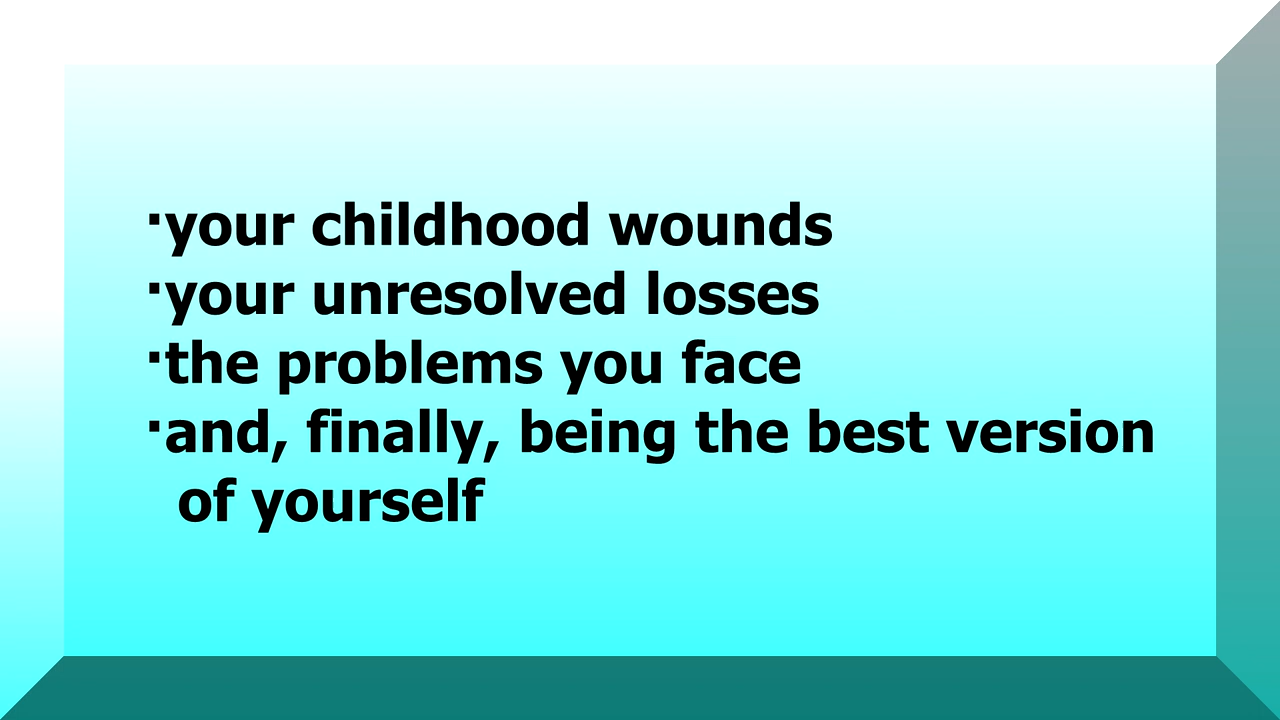 ·your childhood wounds
·your unresolved losses
·the problems you face
·and, finally, being the best version
of yourself